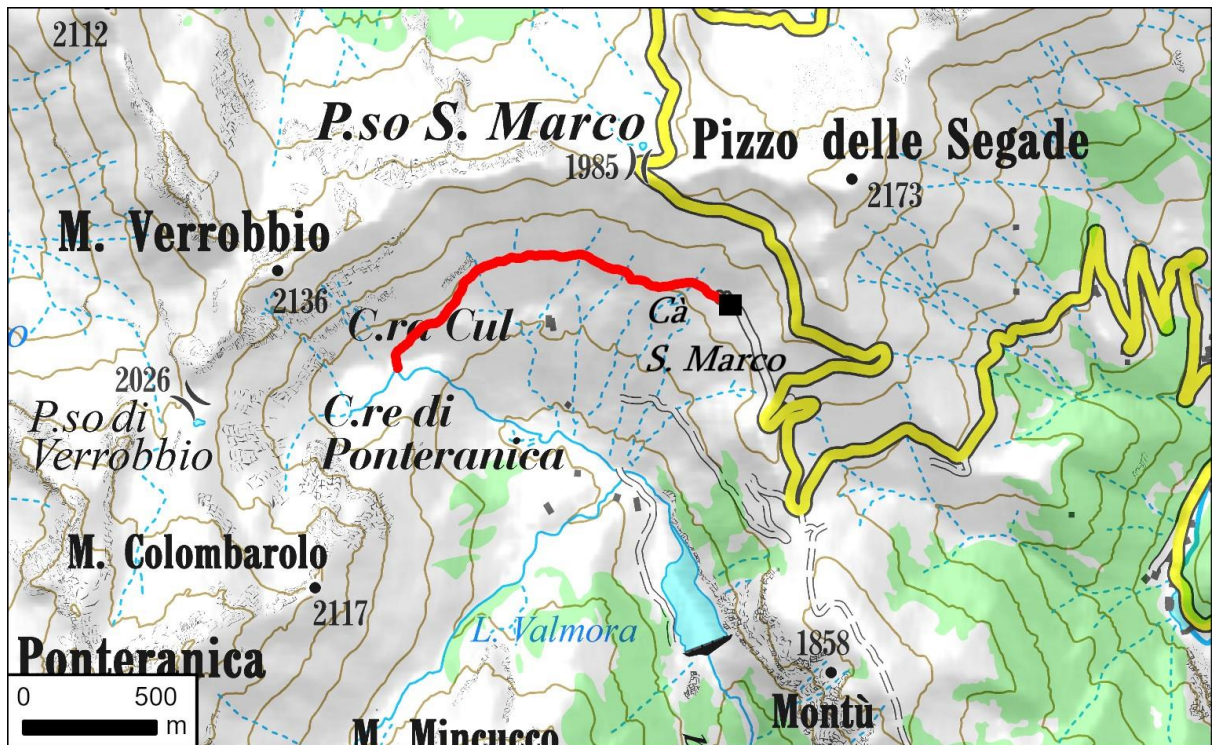 2112
P.so S. Marco
1985
Pizzo delle Segade
2173
M. Verrobbio
2136
C.ra Cul
Cà
S. Marco
2026
P.so di
Verrobbio
C.re di
Ponteranica
M. Colombarolo
2117
L. Valmora
Ponteranica
1858
Montù
M. Mincucco
0 500
m